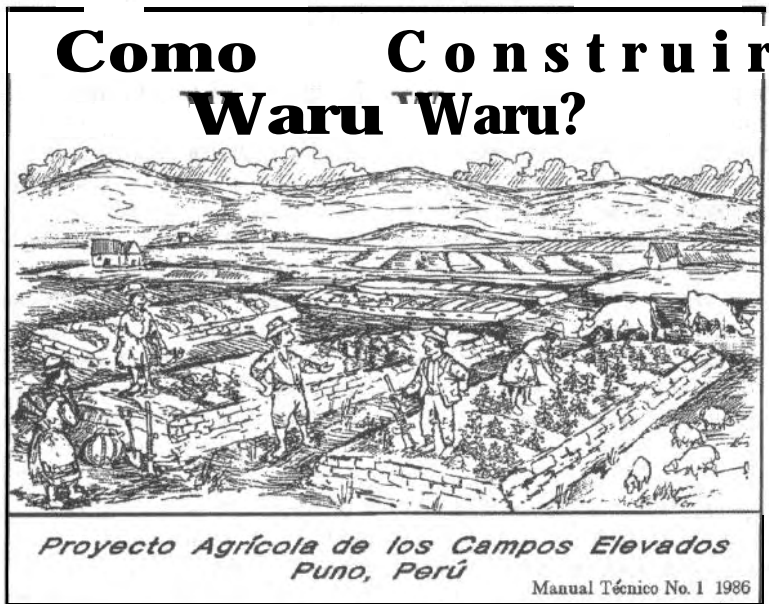 Como Construir
Waru Waru?
Proyecto Agrícola de los Campos Elevados
Puno, Perú
Manual Técnico No. 1 1986